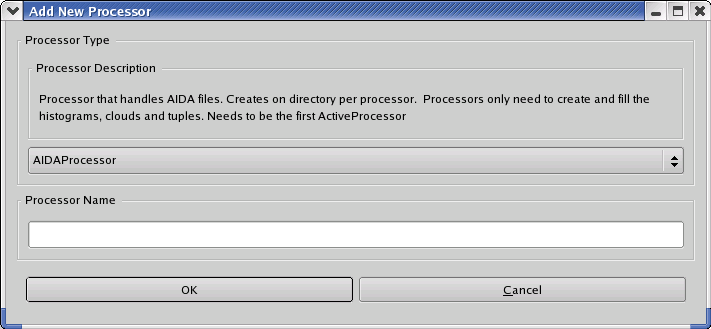 Add New Processor
Processor Type
Processor Description
Processor that handles AIDA files. Creates on directory per processor.  Processors only need to create and fill the
histograms, clouds and tuples. Needs to be the first ActiveProcessor
AIDAProcessor
Processor Name
OK
Cancel